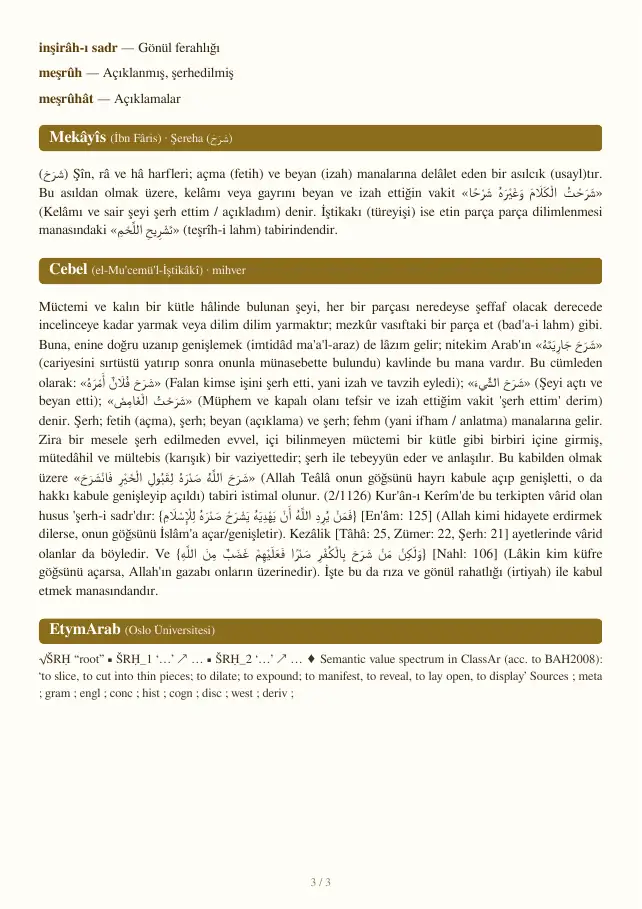 inşirâh-ı sadr — Gönül ferahlığı
meşrûh — Açıklanmış, şerhedilmiş
meşrûhât — Açıklamalar
Mekâyîs (İbn Fâris) · Şereha (شَرَحَ)
(شَرَحَ) Şîn, râ ve hâ harfleri; açma (fetih) ve beyan (izah) manalarına delâlet eden bir asılcık (usayl)tır.
Bu asıldan olmak üzere, kelâmı veya gayrını beyan ve izah ettiğin vakit «شَرَحْتُ الْكَلَامَ وَغَيْرَهُ شَرْحًا»
(Kelâmı ve sair şeyi şerh ettim / açıkladım) denir. İştikakı (türeyişi) ise etin parça parça dilimlenmesi
manasındaki «تَشْرِيحِ اللَّحْمِ» (teşrîh-i lahm) tabirindendir.
Cebel (el-Mu'cemü'l-İştikâkî) · mihver
Müctemi ve kalın bir kütle hâlinde bulunan şeyi, her bir parçası neredeyse şeffaf olacak derecede
incelinceye kadar yarmak veya dilim dilim yarmaktır; mezkûr vasıftaki bir parça et (bad'a-i lahm) gibi.
Buna, enine doğru uzanıp genişlemek (imtidâd ma'a'l-araz) de lâzım gelir; nitekim Arab'ın «شَرَحَ جَارِيَتَهُ»
(cariyesini sırtüstü yatırıp sonra onunla münasebette bulundu) kavlinde bu mana vardır. Bu cümleden
olarak: «شَرَحَ فُلَانٌ أَمْرَهُ» (Falan kimse işini şerh etti, yani izah ve tavzih eyledi); «شَرَحَ الشَّيْءَ» (Şeyi açtı ve
beyan etti); «شَرَحْتُ الْغَامِضَ» (Müphem ve kapalı olanı tefsir ve izah ettiğim vakit 'şerh ettim' derim)
denir. Şerh; fetih (açma), şerh; beyan (açıklama) ve şerh; fehm (yani ifham / anlatma) manalarına gelir.
Zira bir mesele şerh edilmeden evvel, içi bilinmeyen müctemi bir kütle gibi birbiri içine girmiş,
mütedâhil ve mültebis (karışık) bir vaziyettedir; şerh ile tebeyyün eder ve anlaşılır. Bu kabilden olmak
üzere «شَرَحَ اللَّهُ صَدْرَهُ لِقَبُولِ الْخَيْرِ فَانْشَرَحَ» (Allah Teâlâ onun göğsünü hayrı kabule açıp genişletti, o da
hakkı kabule genişleyip açıldı) tabiri istimal olunur. (2/1126) Kur'ân-ı Kerîm'de bu terkipten vârid olan
husus 'şerh-i sadr'dır: {فَمَنْ يُرِدِ اللَّهُ أَنْ يَهْدِيَهُ يَشْرَحْ صَدْرَهُ لِلْإِسْلَامِ} [En'âm: 125] (Allah kimi hidayete erdirmek
dilerse, onun göğsünü İslâm'a açar/genişletir). Kezâlik [Tâhâ: 25, Zümer: 22, Şerh: 21] ayetlerinde vârid
olanlar da böyledir. Ve {وَلَكِنْ مَنْ شَرَحَ بِالْكُفْرِ صَدْرًا فَعَلَيْهِمْ غَضَبٌ مِنَ اللَّهِ} [Nahl: 106] (Lâkin kim küfre
göğsünü açarsa, Allah'ın gazabı onların üzerinedir). İşte bu da rıza ve gönül rahatlığı (irtiyah) ile kabul
etmek manasındandır.
EtymArab (Oslo Üniversitesi)
√ŠRḤ “root” ▪ ŠRḤ_1 ‘…’ ↗ … ▪ ŠRḤ_2 ‘…’ ↗ … ♦ Semantic value spectrum in ClassAr (acc. to BAH2008):
‘to slice, to cut into thin pieces; to dilate; to expound; to manifest, to reveal, to lay open, to display’ Sources ; meta
; gram ; engl ; conc ; hist ; cogn ; disc ; west ; deriv ;
3 / 3